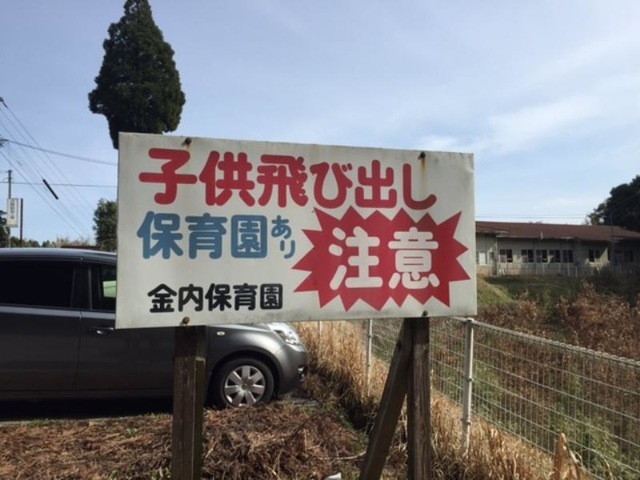 子供飛び出し
保育園あり
注意
金内保育園